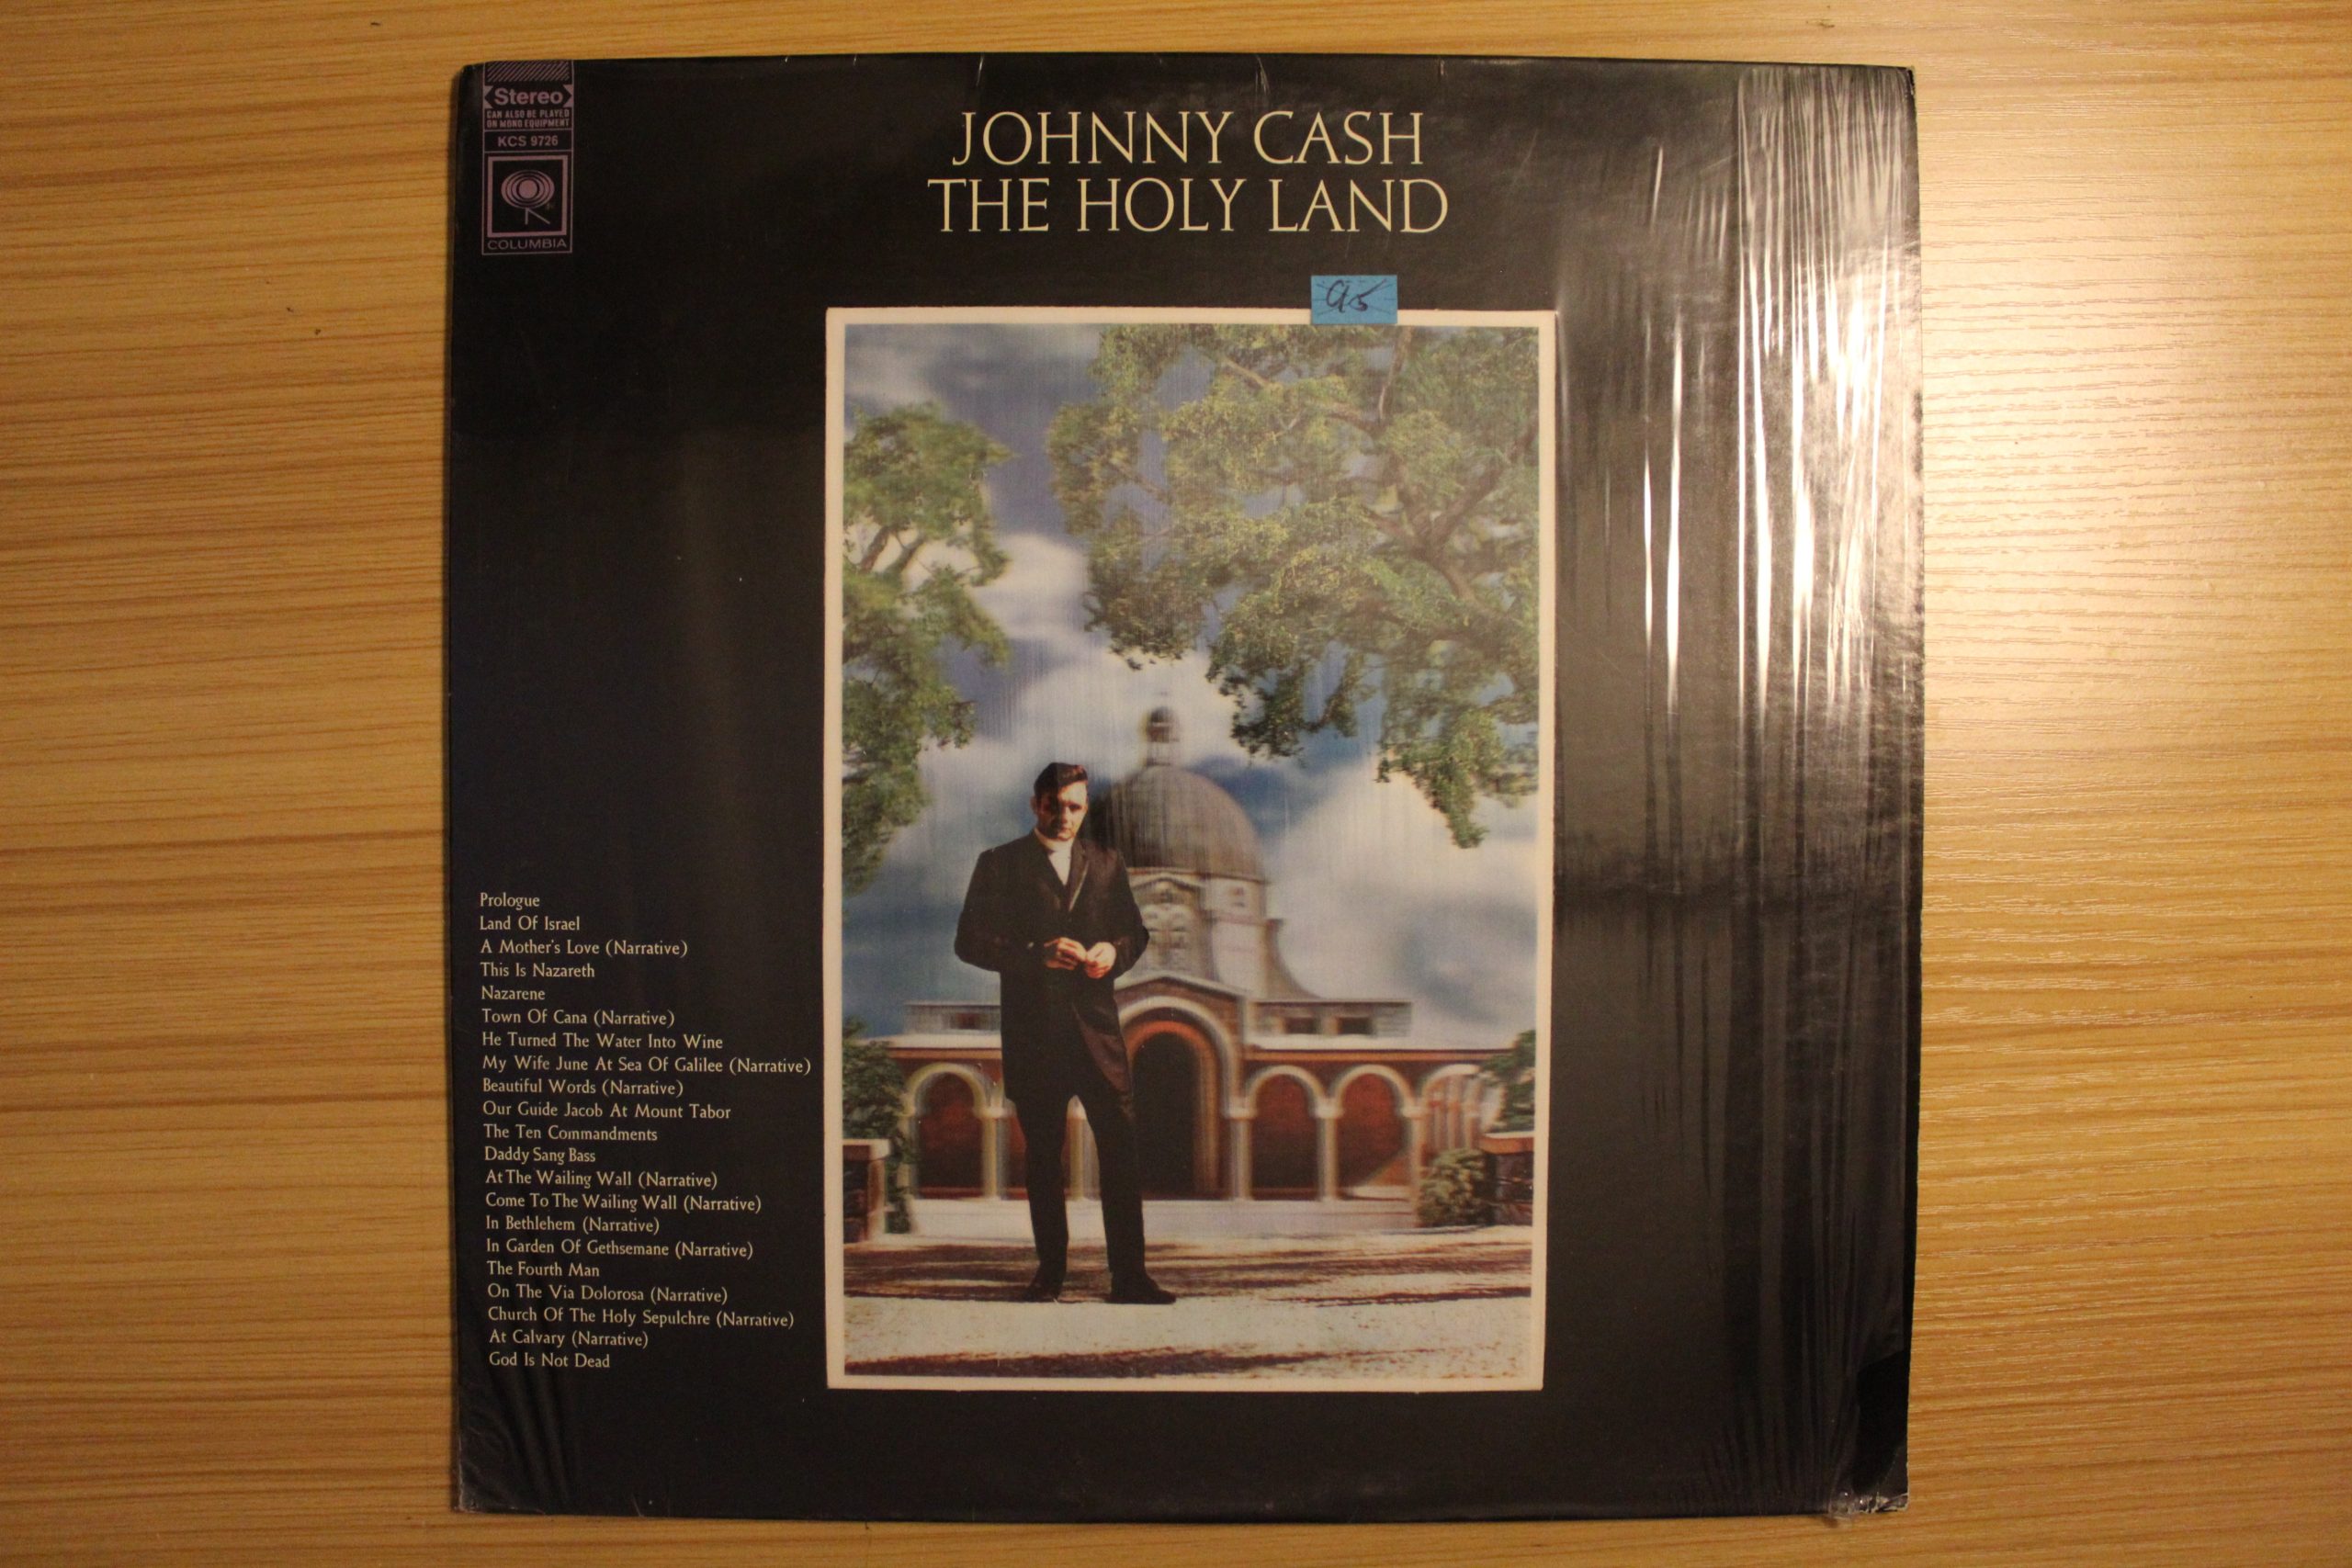 Stereo
CAN ALSO BE PLAYED
ON MONO EQUIPMENT
KCS 9726
COLUMBIA
JOHNNY CASH
THE HOLY LAND
95
Prologue
Land Of Israel
A Mother's Love (Narrative)
This Is Nazareth
Nazarene
Town Of Cana (Narrative)
He Turned The Water Into Wine
My Wife June At Sea Of Galilee (Narrative)
Beautiful Words (Narrative)
Our Guide Jacob At Mount Tabor
The Ten Commandments
Daddy Sang Bass
At The Wailing Wall (Narrative)
Come To The Wailing Wall (Narrative)
In Bethlehem (Narrative)
In Garden Of Gethsemane (Narrative)
The Fourth Man
On The Via Dolorosa (Narrative)
Church Of The Holy Sepulchre (Narrative)
At Calvary (Narrative)
God Is Not Dead